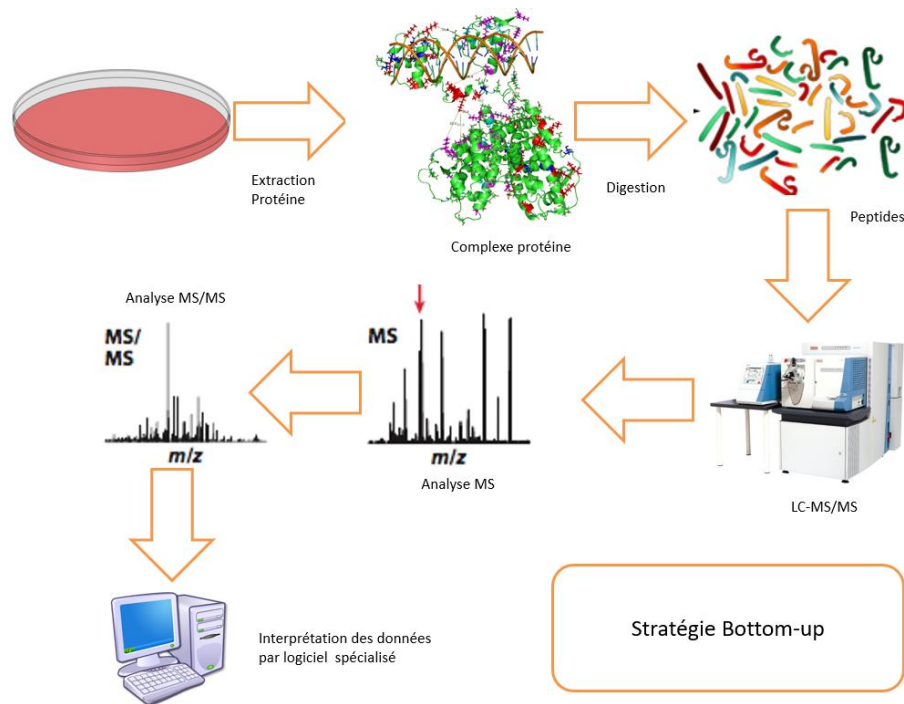 Extraction
Protéine
Complexe protéine
Digestion
Peptides
LC-MS/MS
MS
m/z
Analyse MS
Analyse MS/MS
MS/
MS
m/z
Interprétation des données
par logiciel spécialisé
Stratégie Bottom-up